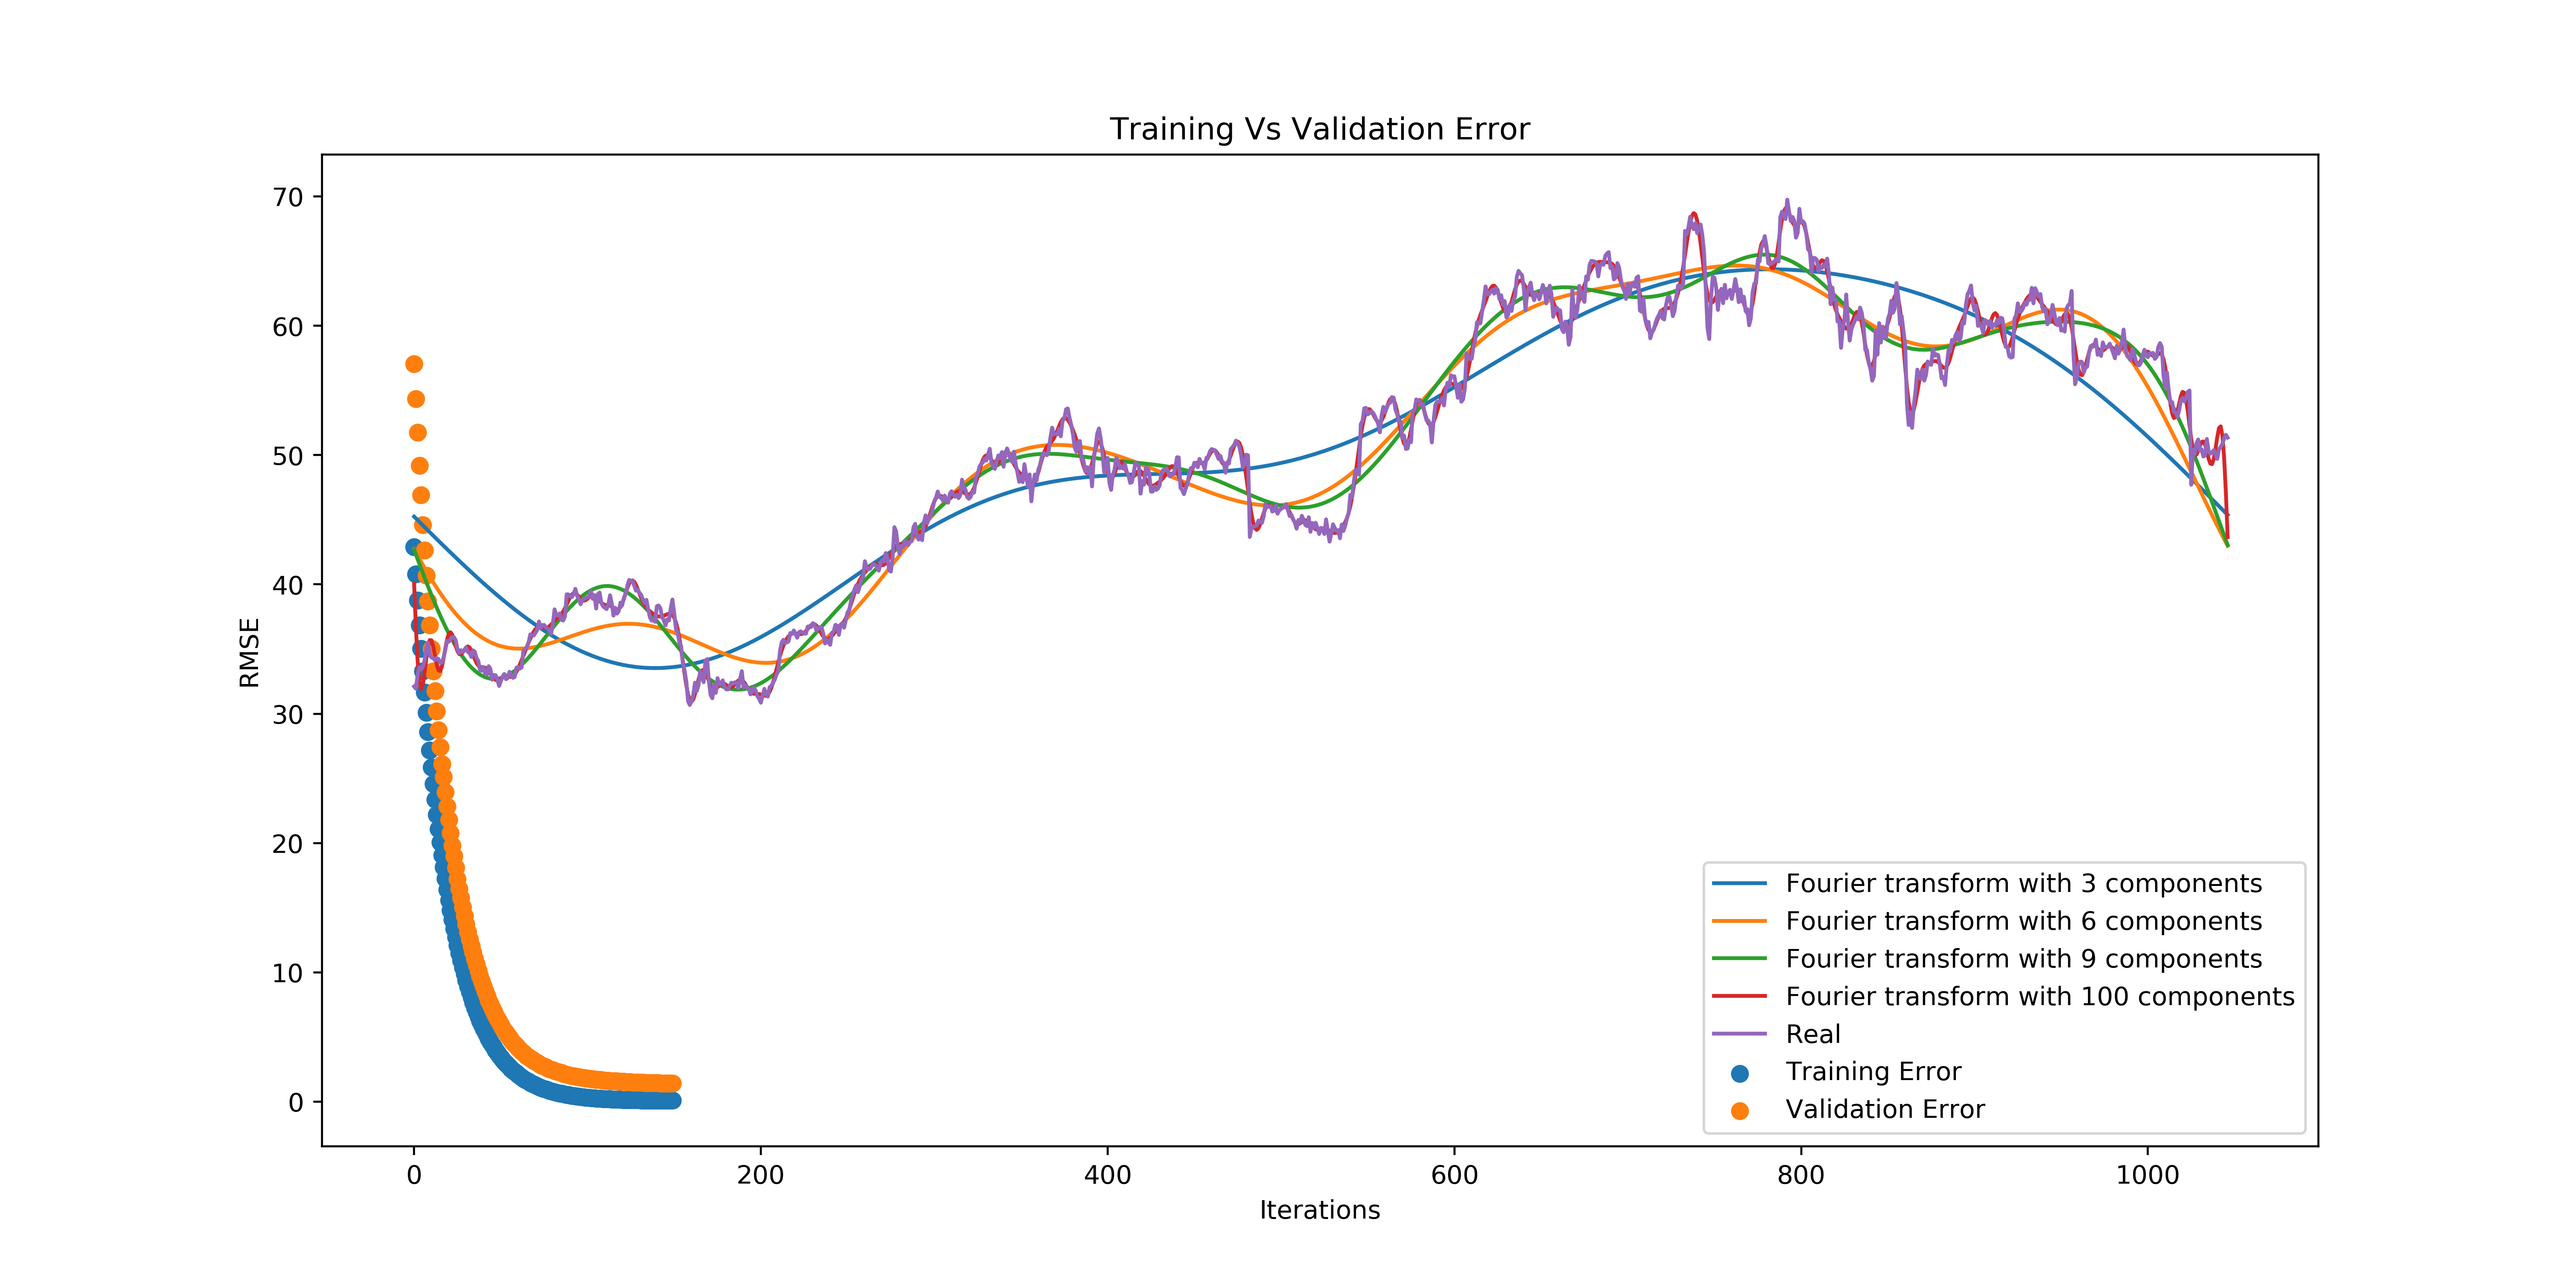 Training Vs Validation Error
RMSE
70
60
50
40
30
20
10
0
0 200 400 600 800 1000
Iterations
Fourier transform with 3 components
Fourier transform with 6 components
Fourier transform with 9 components
Fourier transform with 100 components
Real
Training Error
Validation Error